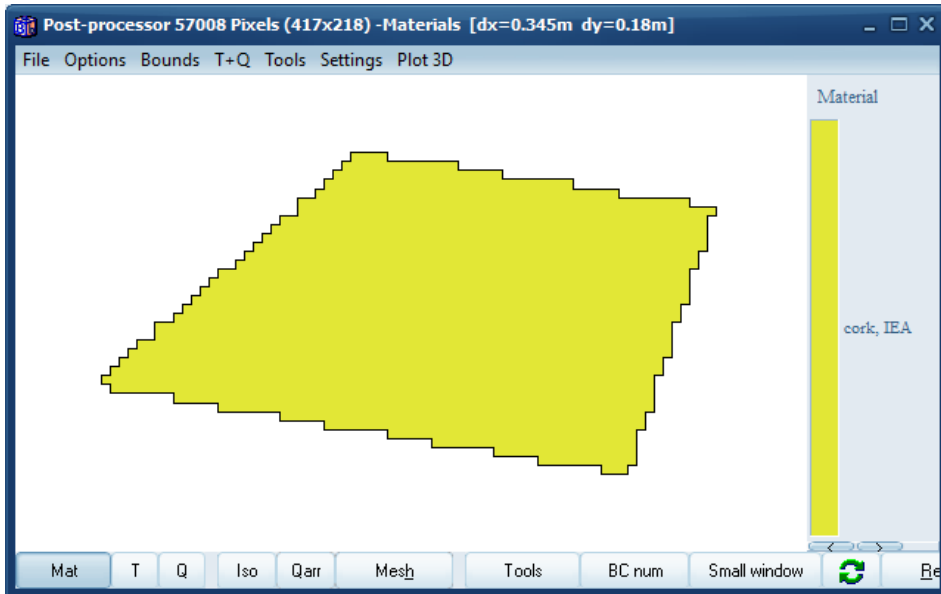 Post-processor 57008 Pixels (417x218) -Materials [dx=0.345m dy=0.18m]
File Options Bounds T+Q Tools Settings Plot 3D
Material
cork, IEA
Mat T Q Iso Qarr Mesh Tools BC num Small window